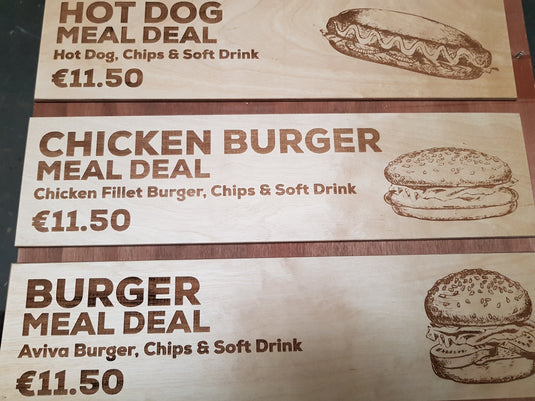 HOT DOG
MEAL DEAL
Hot Dog, Chips & Soft Drink
€11.50
CHICKEN BURGER
MEAL DEAL
Chicken Fillet Burger, Chips & Soft Drink
€11.50
BURGER
MEAL DEAL
Aviva Burger, Chips & Soft Drink
€11.50